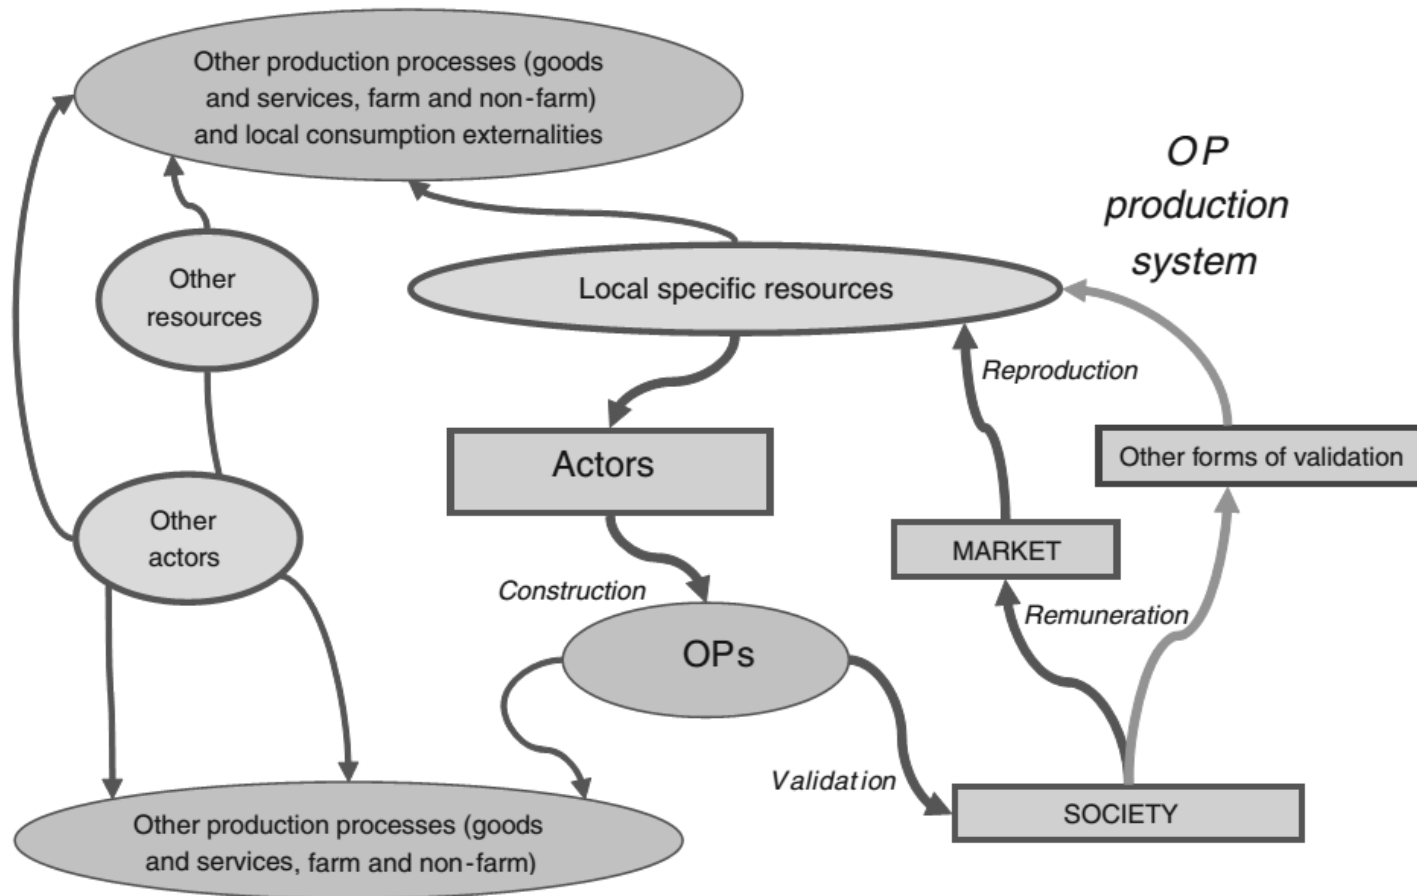 Other production processes (goods
and services, farm and non-farm)
and local consumption externalities
OP
production
system
Other
resources
Local specific resources
Reproduction
Actors
Other forms of validation
Other
actors
MARKET
Construction
Remuneration
OPs
Validation
SOCIETY
Other production processes (goods
and services, farm and non-farm)